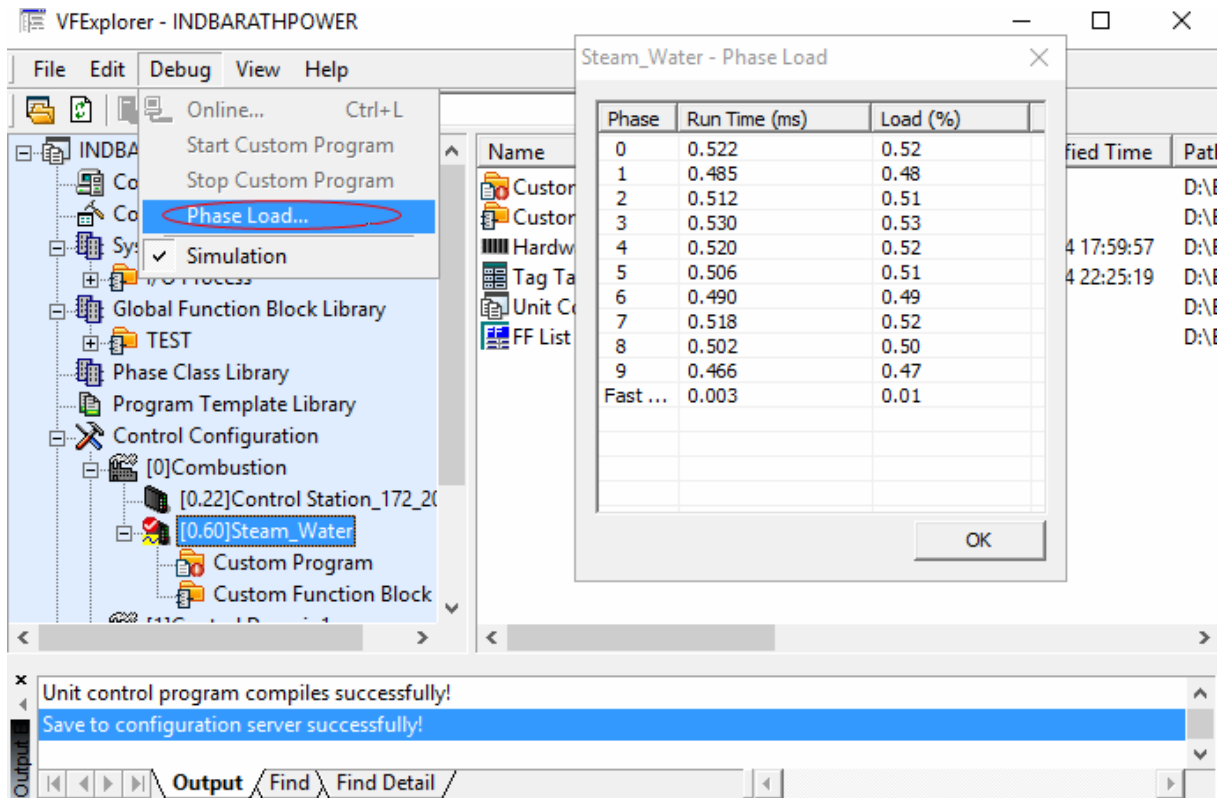 VFExplorer - INDBARATHPOWER
File Edit Debug View Help
Online... Ctrl+L
Start Custom Program
Stop Custom Program
Phase Load...
Simulation
INDBA
Co
Co
Sys
I/O Process
Global Function Block Library
TEST
Phase Class Library
Program Template Library
Control Configuration
[0]Combustion
[0.22]Control Station_172_20
[0.60]Steam_Water
Custom Program
Custom Function Block
Name
Custor
Custor
Hardw
Tag Ta
Unit Co
FF List
Steam_Water - Phase Load
Phase Run Time (ms) Load (%)
0 0.522 0.52
1 0.485 0.48
2 0.512 0.51
3 0.530 0.53
4 0.520 0.52
5 0.506 0.51
6 0.490 0.49
7 0.518 0.52
8 0.502 0.50
9 0.466 0.47
Fast ... 0.003 0.01
OK
fied Time Patl
D:\E
D:\E
4 17:59:57 D:\E
4 22:25:19 D:\E
D:\E
D:\E
Unit control program compiles successfully!
Save to configuration server successfully!
Output
Output Find Find Detail